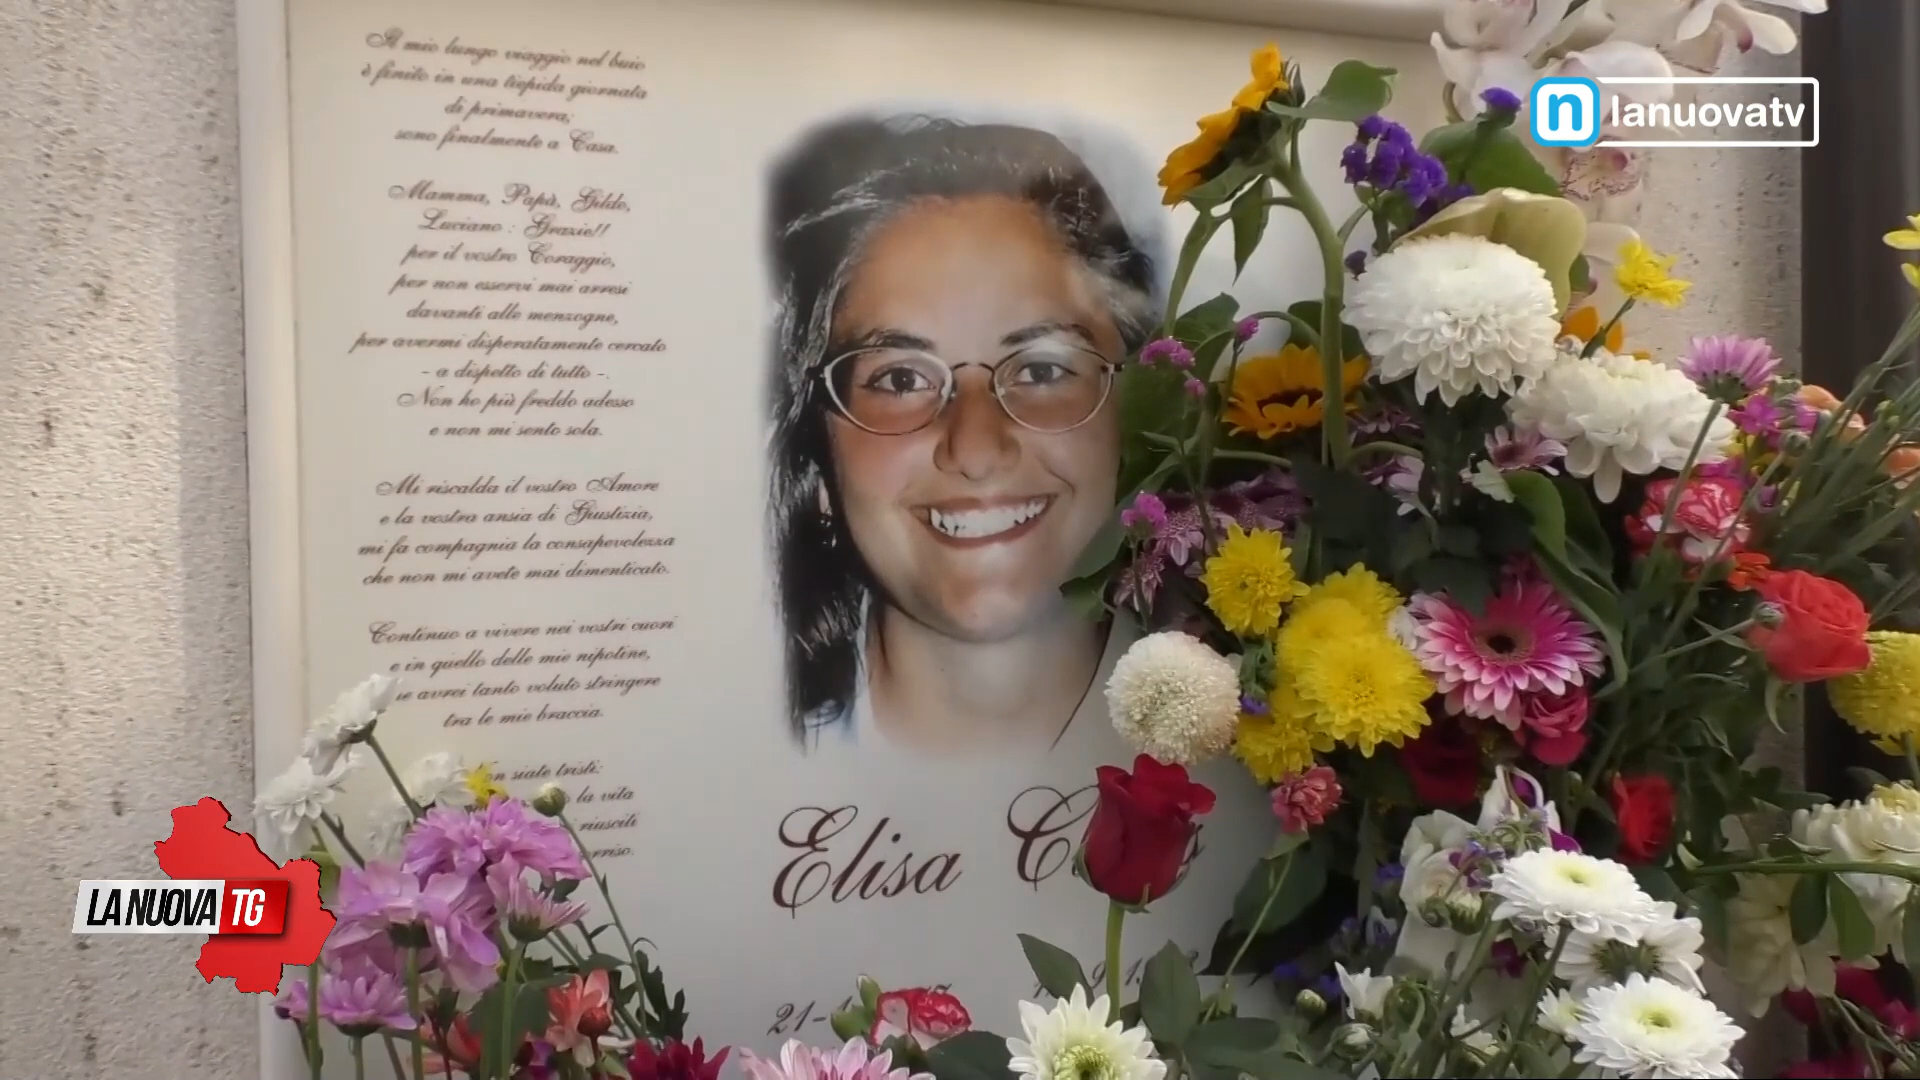 Il mio lungo viaggio nel buio
è finito in una tiepida giornata
di primavera;
sono finalmente a Casa.
Mamma, Papà, Gildo,
Luciano : Grazie!!
per il vostro Coraggio,
per non esservi mai arresi
davanti alle menzogne,
per avermi disperatamente cercato
- a dispetto di tutto -.
Non ho più freddo adesso
e non mi sento sola.
Mi riscalda il vostro Amore
e la vostra ansia di Giustizia,
mi fa compagnia la consapevolezza
che non mi avete mai dimenticato.
Continuo a vivere nei vostri cuori
e in quello delle mie nipotine,
avrei tanto voluto stringere
tra le mie braccia.
siate tristi:
la vita
riusciti
Elisa
21-
n lanuovatv
LA NUOVA TG